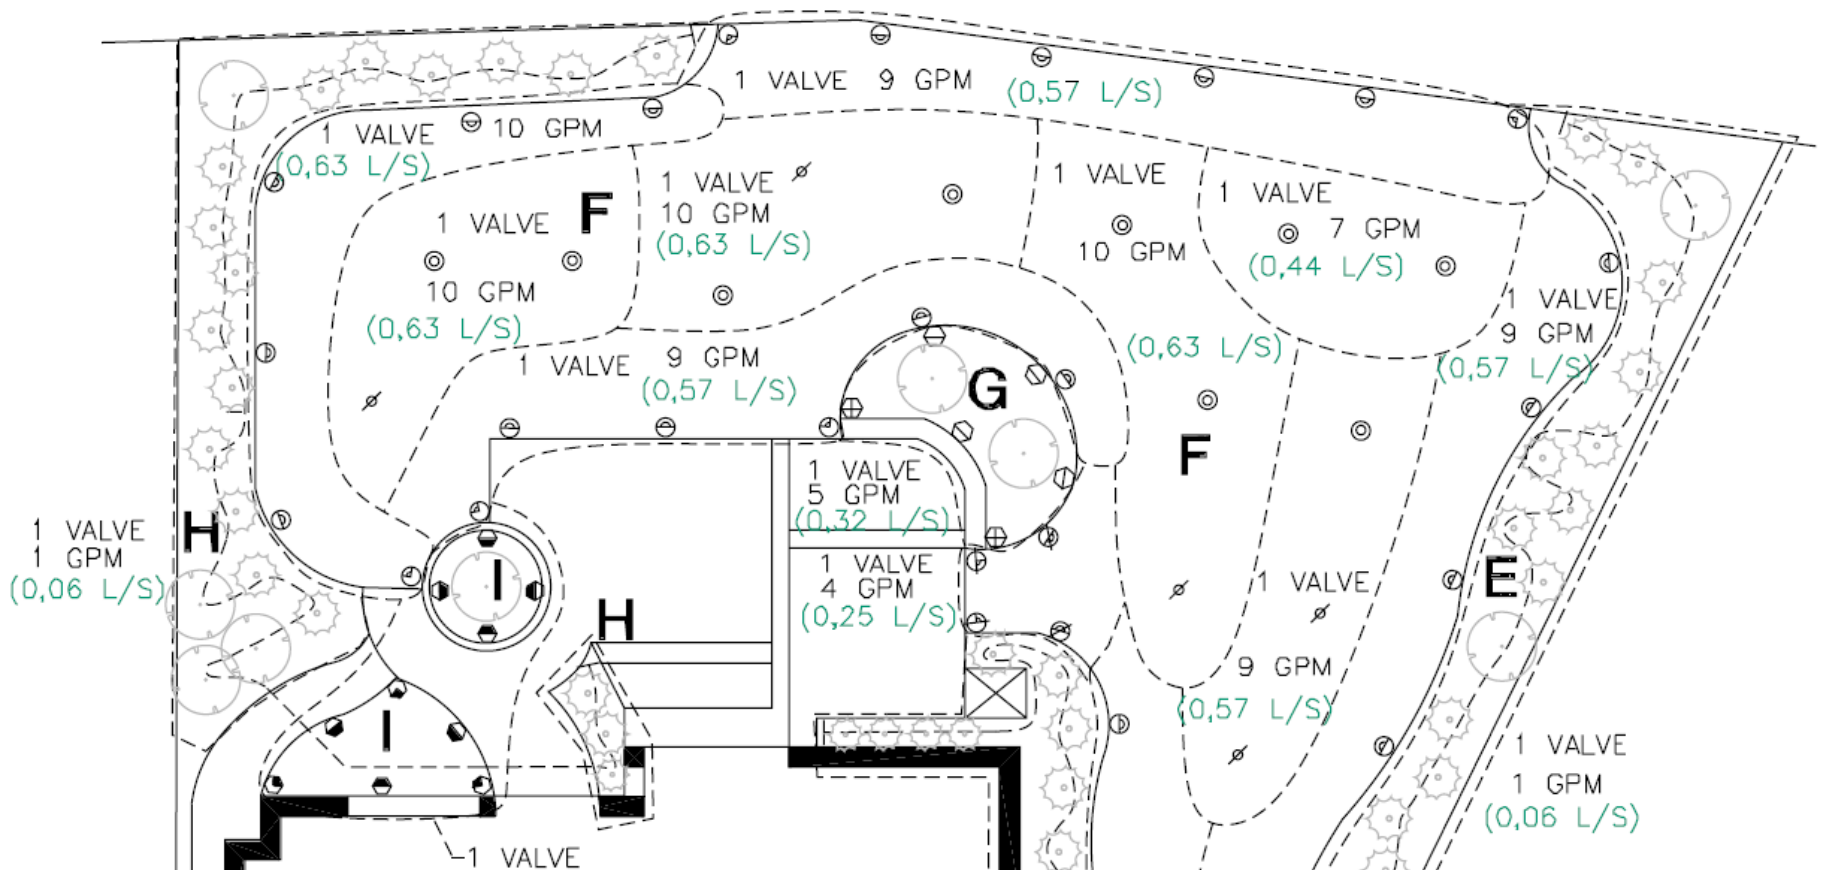 1 VALVE 9 GPM
(0,57 L/S)
1 VALVE 10 GPM
(0,63 L/S)
F
1 VALVE
10 GPM
(0,63 L/S)
1 VALVE
10 GPM
(0,63 L/S)
1 VALVE
10 GPM
(0,63 L/S)
1 VALVE
7 GPM
(0,44 L/S)
1 VALVE
9 GPM
(0,57 L/S)
1 VALVE 9 GPM
(0,57 L/S)
G
F
1 VALVE
5 GPM
(0,32 L/S)
1 VALVE
4 GPM
(0,25 L/S)
H
1 VALVE
1 GPM
(0,06 L/S)
I
H
E
1 VALVE
9 GPM
(0,57 L/S)
I
1 VALVE
1 GPM
(0,06 L/S)
1 VALVE